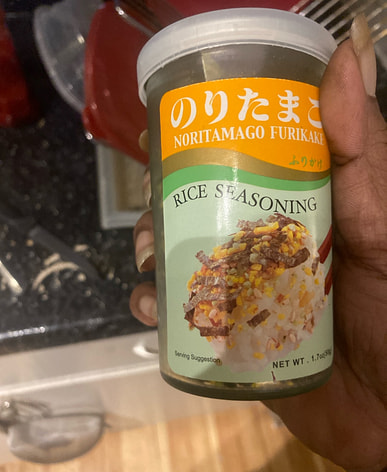 のりたまご
NORITAMAGO FURIKAKE
ふりかけ
RICE SEASONING
Serving Suggestion
NET WT. 1.7oz(50g)